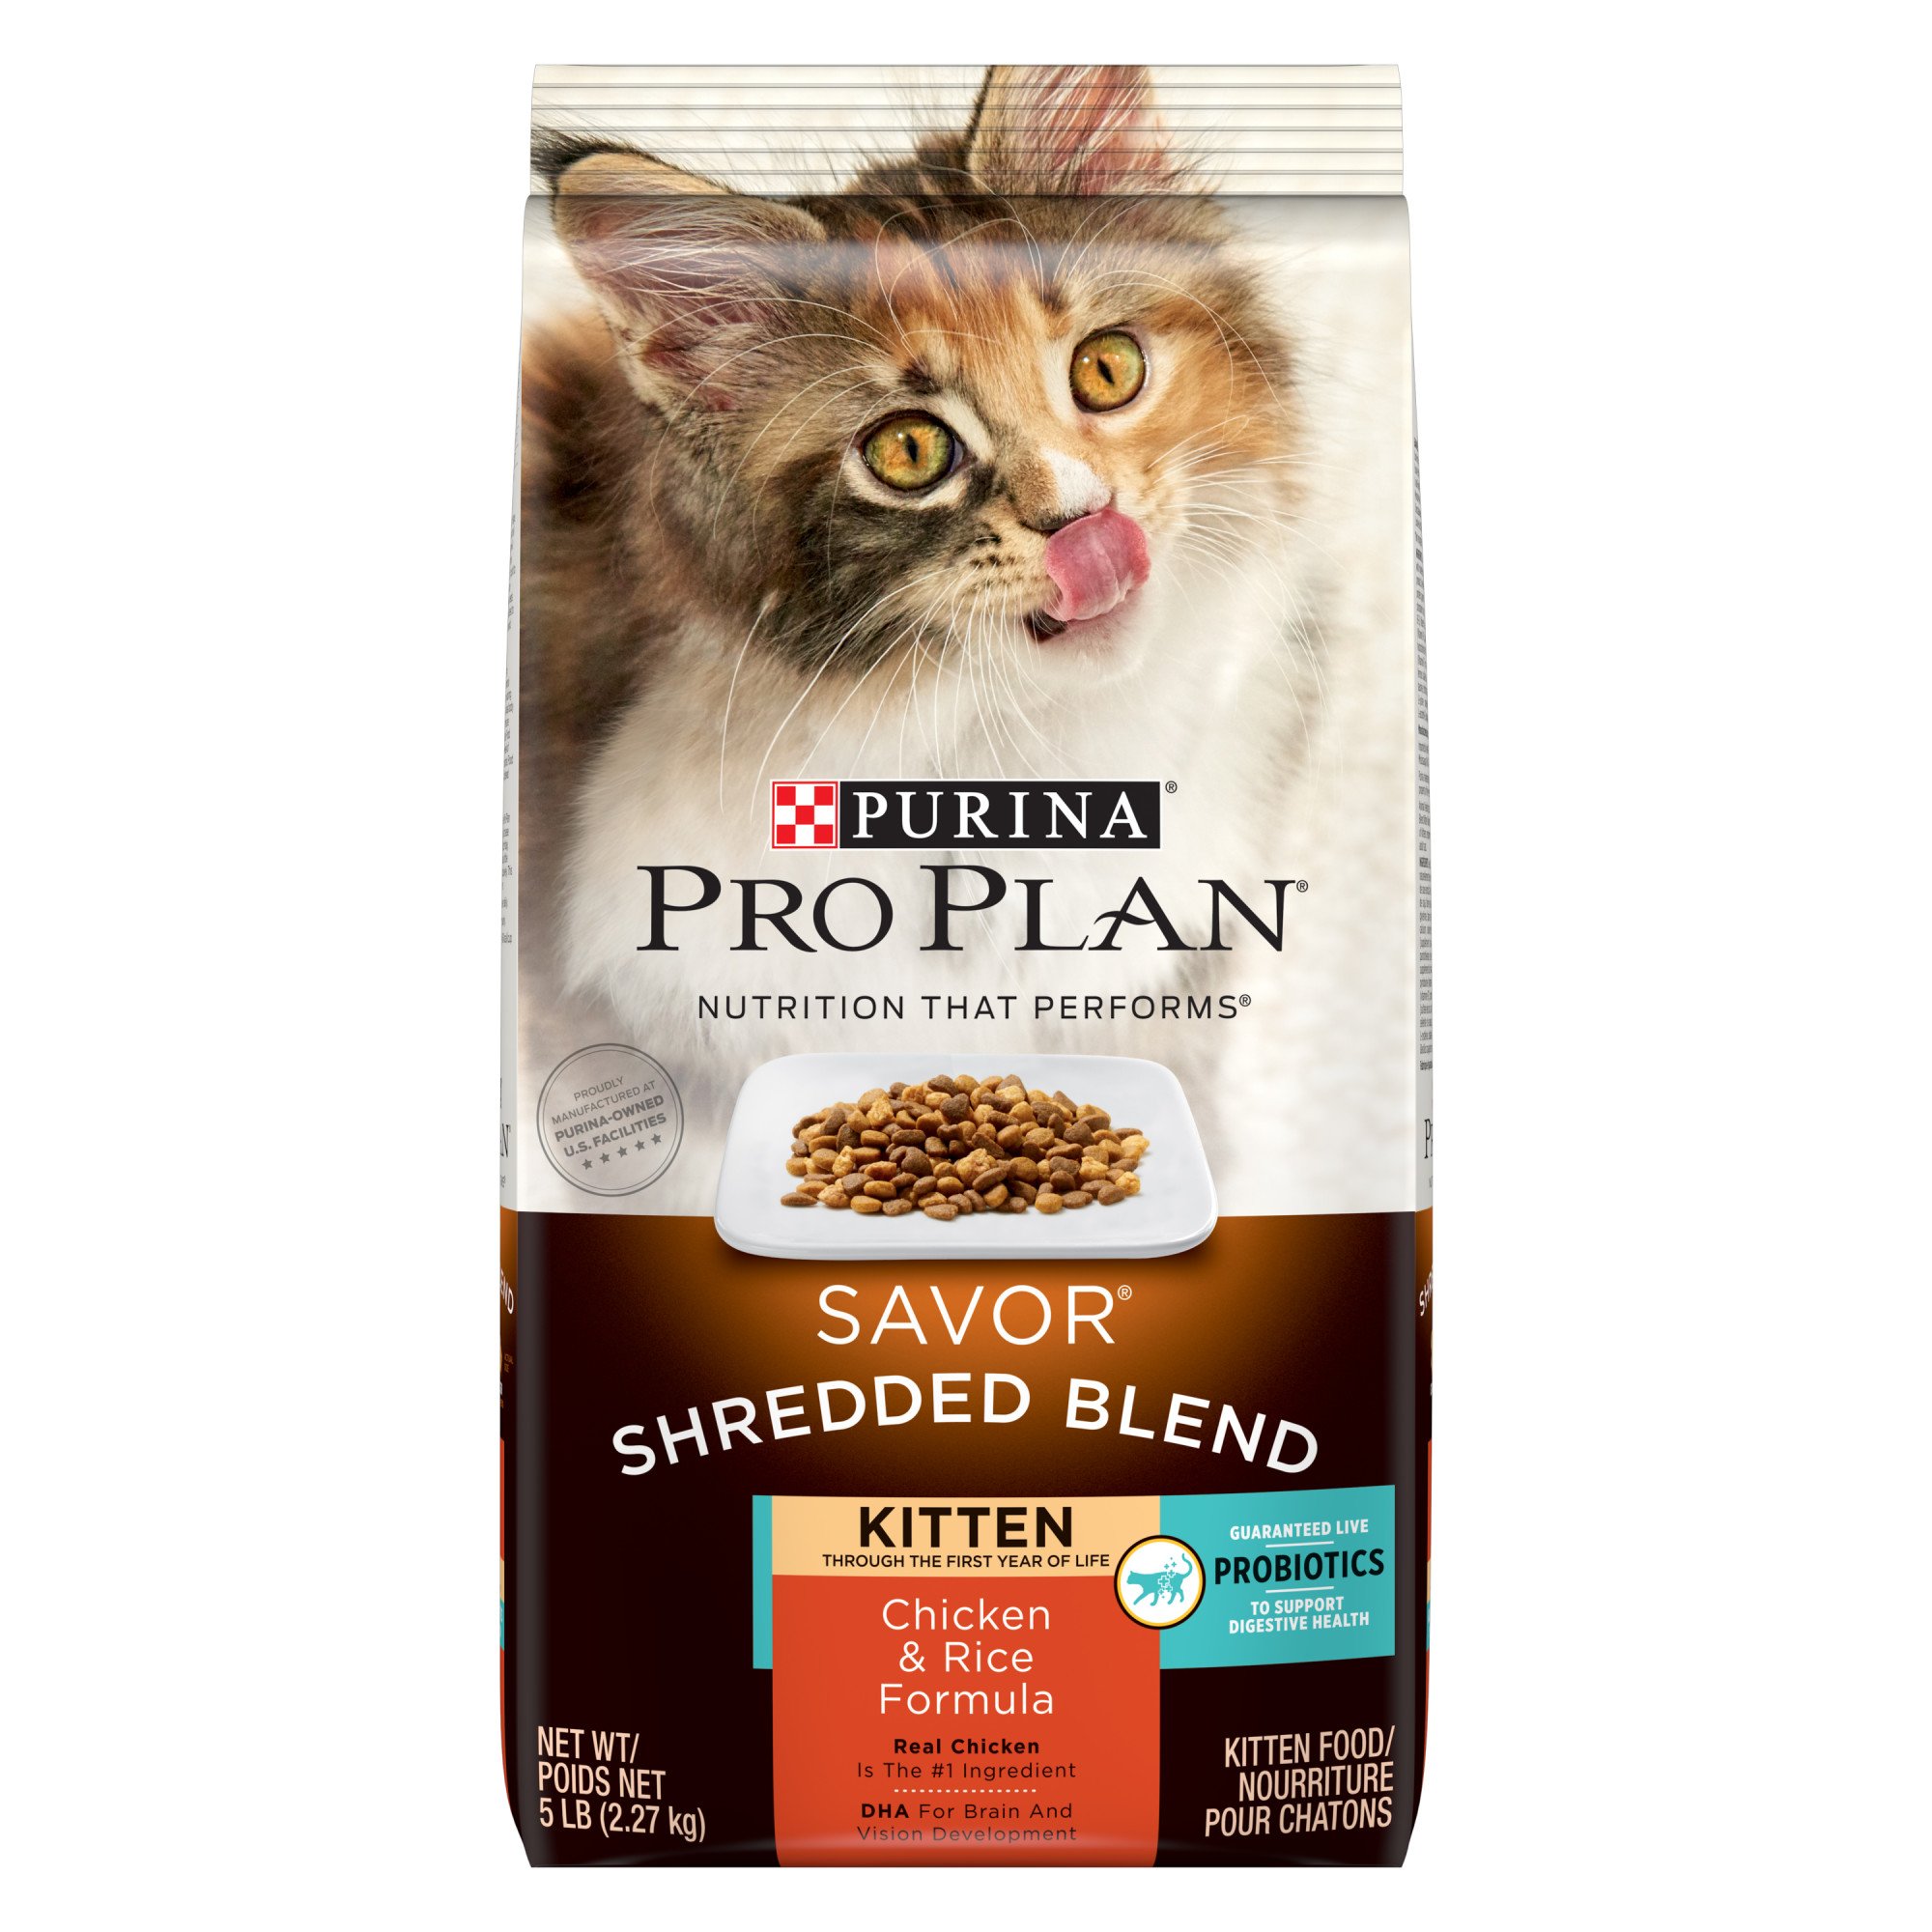 PURINA®
PRO PLAN®
NUTRITION THAT PERFORMS®
PROUDLY
MANUFACTURED AT
PURINA-OWNED
U.S. FACILITIES
SAVOR®
SHREDDED BLEND
KITTEN
THROUGH THE FIRST YEAR OF LIFE
GUARANTEED LIVE
PROBIOTICS
TO SUPPORT
DIGESTIVE HEALTH
Chicken
& Rice
Formula
Real Chicken
Is The #1 Ingredient
DHA For Brain And
Vision Development
NET WT/
POIDS NET
5 LB (2.27 kg)
KITTEN FOOD/
NOURRITURE
POUR CHATONS